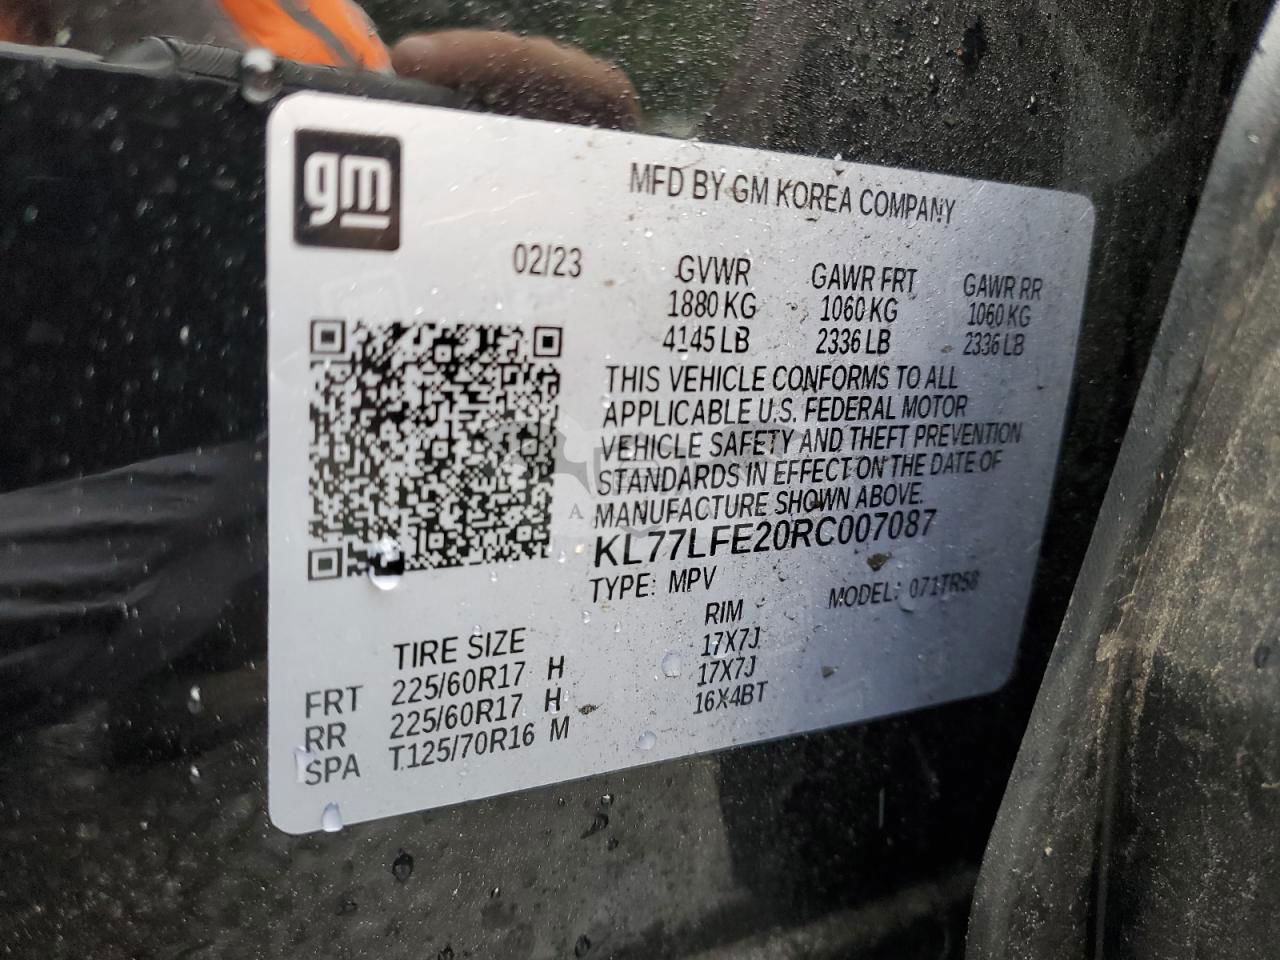 gm
MFD BY GM KOREA COMPANY
02/23
GVWR GAWR FRT GAWR RR
1880 KG 1060 KG 1060 KG
4145 LB 2336 LB 2336 LB
THIS VEHICLE CONFORMS TO ALL
APPLICABLE U.S. FEDERAL MOTOR
VEHICLE SAFETY AND THEFT PREVENTION
STANDARDS IN EFFECT ON THE DATE OF
MANUFACTURE SHOWN ABOVE.
KL77LFE20RC007087
TYPE: MPV MODEL: 071TR58
TIRE SIZE RIM
FRT 225/60R17 H 17X7J
RR 225/60R17 H 17X7J
SPA T.125/70R16 M 16X4BT